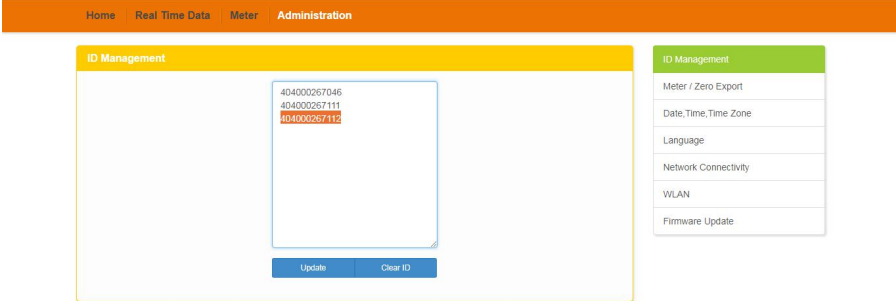 Home Real Time Data Meter Administration
ID Management
404000267046
404000267111
404000267112
Update Clear ID
ID Management
Meter / Zero Export
Date,Time,Time Zone
Language
Network Connectivity
WLAN
Firmware Update